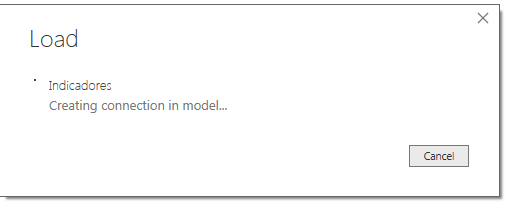 Load
Indicadores
Creating connection in model...
Cancel